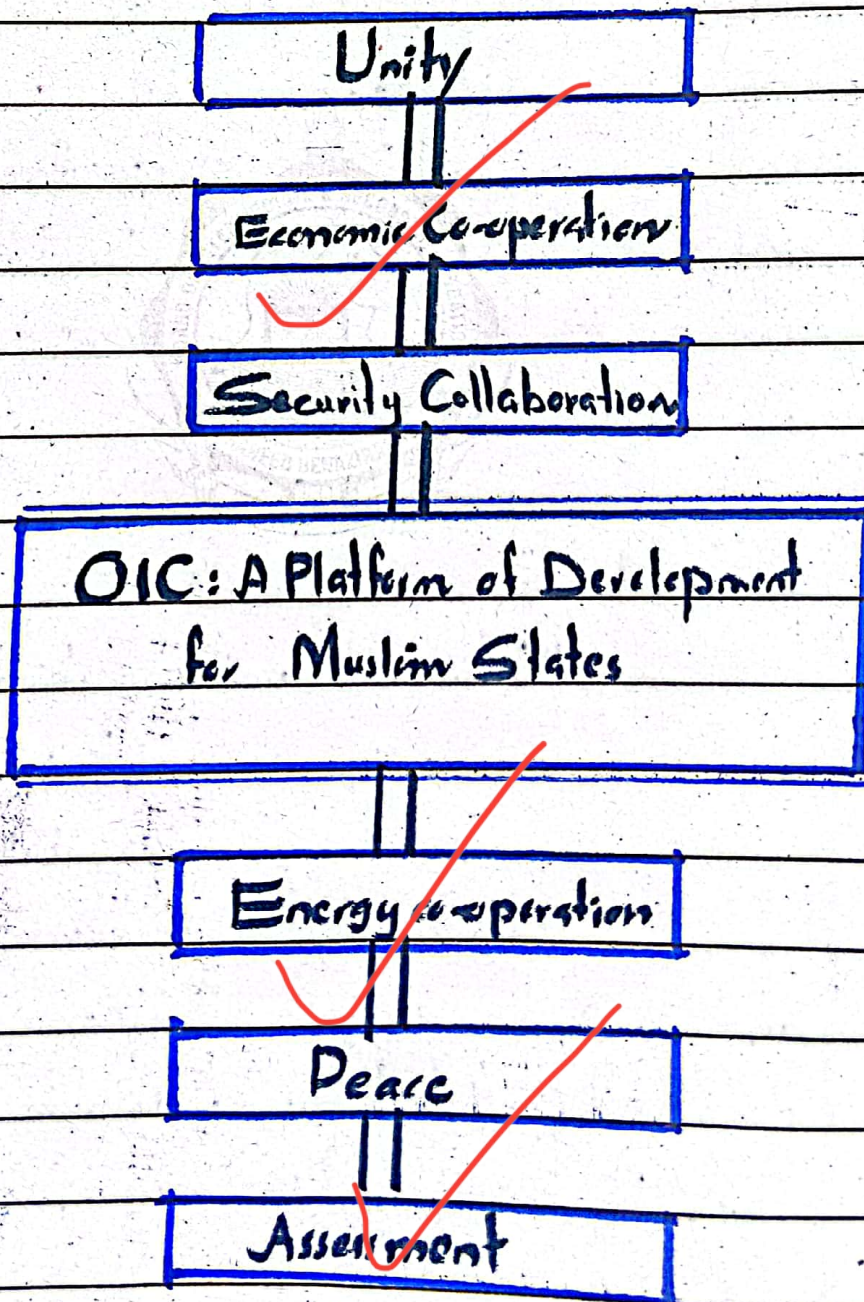 Unity
Economic Co-operation
Security Collaboration
OIC: A Platform of Development
for Muslim States
Energy co-operation
Peace
Assessment